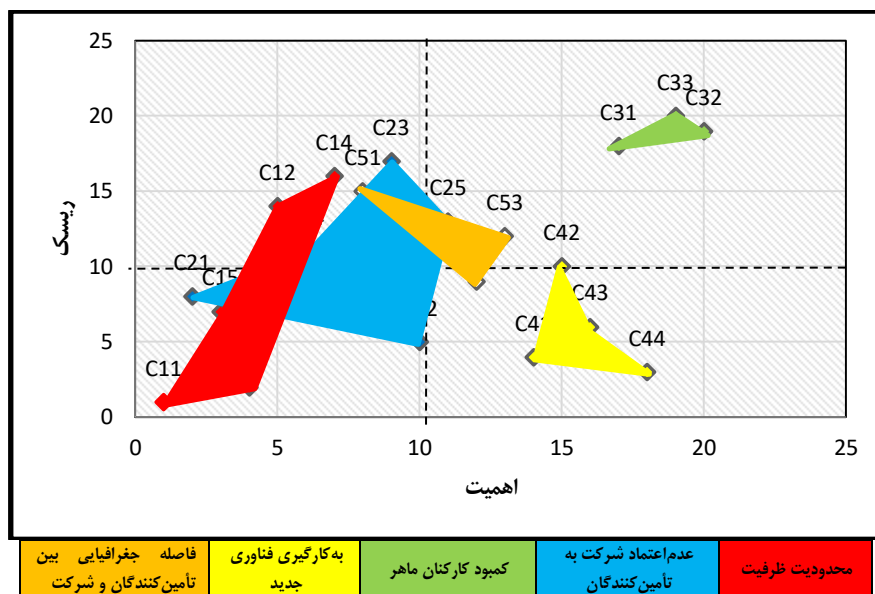 25
20
15
10
5
0
ریسک
C33
C32
C31
C23
C14
C51
C12
C25
C53
C42
C21
C15
C43
C44
C11
0 5 10 15 20 25
اهمیت
محدودیت ظرفیت
عدم‌اعتماد شرکت به
تأمین‌کنندگان
کمبود کارکنان ماهر
به‌کارگیری فناوری
جدید
فاصله جغرافیایی بین
تأمین‌کنندگان و شرکت